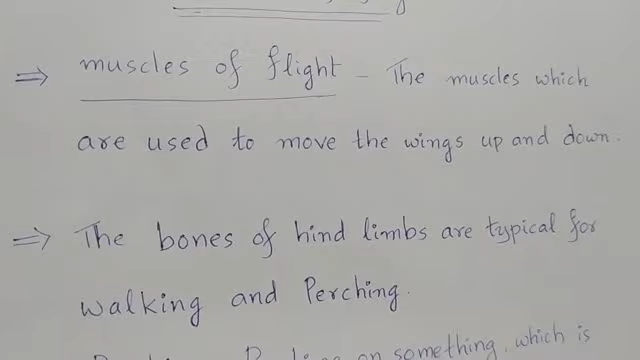 ⇒ muscles of flight - The muscles which
are used to move the wings up and down.
⇒ The bones of hind limbs are typical for
walking and Perching.
on something, which is